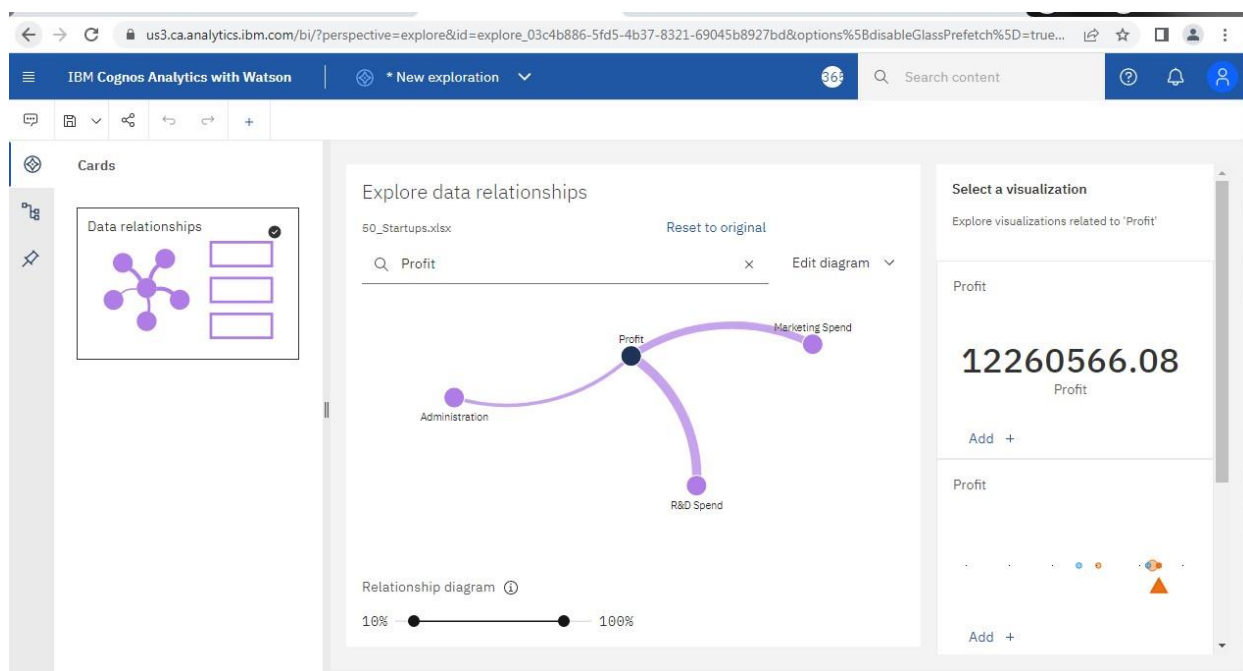 us3.ca.analytics.ibm.com/bi/?perspective=explore&id=explore_03c4b886-5fd5-4b37-8321-69045b8927bd&options%5BdisableGlassPrefetch%5D=true...
IBM Cognos Analytics with Watson
* New exploration
Search content
Cards
Data relationships
Explore data relationships
50_Startups.xlsx
Reset to original
Profit
Edit diagram
Marketing Spend
Profit
Administration
R&D Spend
Relationship diagram
10%
100%
Select a visualization
Explore visualizations related to 'Profit'
Profit
12260566.08
Profit
Add +
Profit
Add +